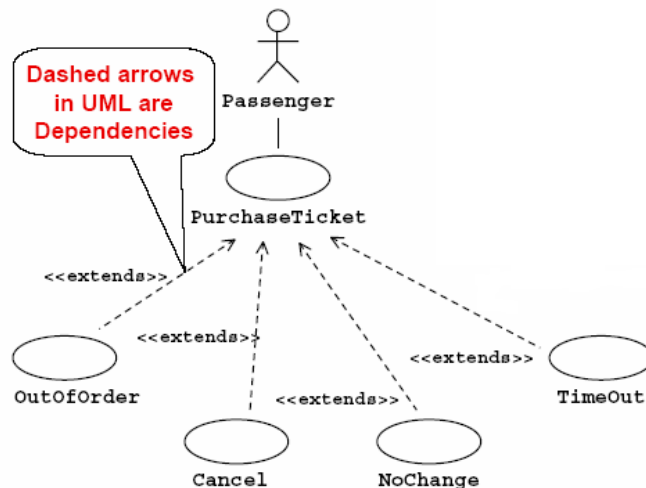 Dashed arrows
in UML are
Dependencies
Passenger
PurchaseTicket
<<extends>>
<<extends>>
<<extends>>
<<extends>>
OutOfOrder
TimeOut
Cancel
NoChange